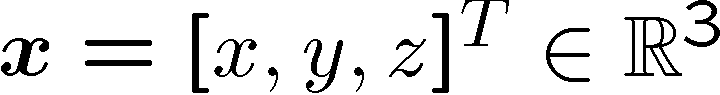 𝒙 = [x, y, z]^T ∈ ℝ^3